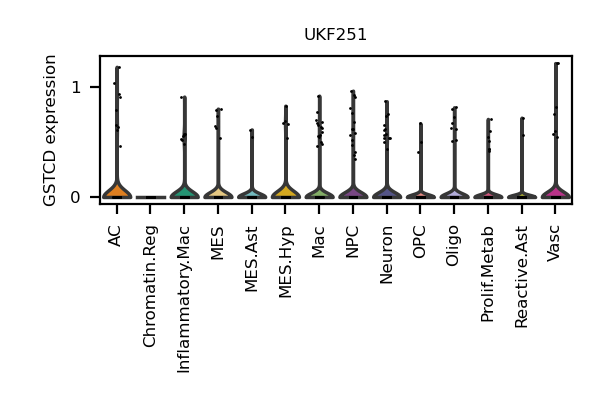 UKF251
GSTCD expression
1
0
AC
Chromatin.Reg
Inflammatory.Mac
MES
MES.Ast
MES.Hyp
Mac
NPC
Neuron
OPC
Oligo
Prolif.Metab
Reactive.Ast
Vasc